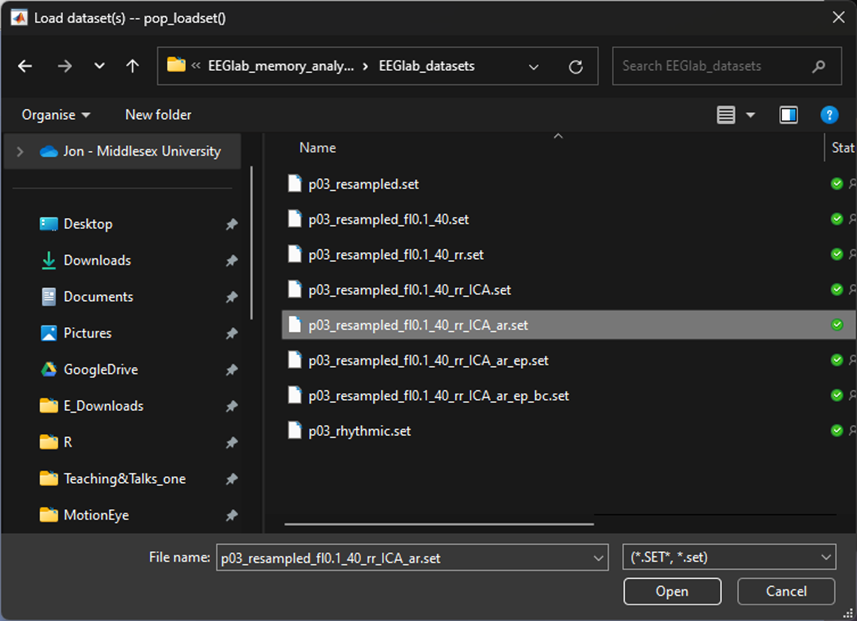 Load dataset(s) -- pop_loadset()
« EEGlab_memory_analy... › EEGlab_datasets
Search EEGlab_datasets
Organise New folder
?
Jon - Middlesex University
Desktop
Downloads
Documents
Pictures
GoogleDrive
E_Downloads
R
Teaching&Talks_one
MotionEye
Name Stat
p03_resampled.set
p03_resampled_fl0.1_40.set
p03_resampled_fl0.1_40_rr.set
p03_resampled_fl0.1_40_rr_ICA.set
p03_resampled_fl0.1_40_rr_ICA_ar.set
p03_resampled_fl0.1_40_rr_ICA_ar_ep.set
p03_resampled_fl0.1_40_rr_ICA_ar_ep_bc.set
p03_rhythmic.set
File name: p03_resampled_fl0.1_40_rr_ICA_ar.set (*.SET*, *.set)
Open Cancel